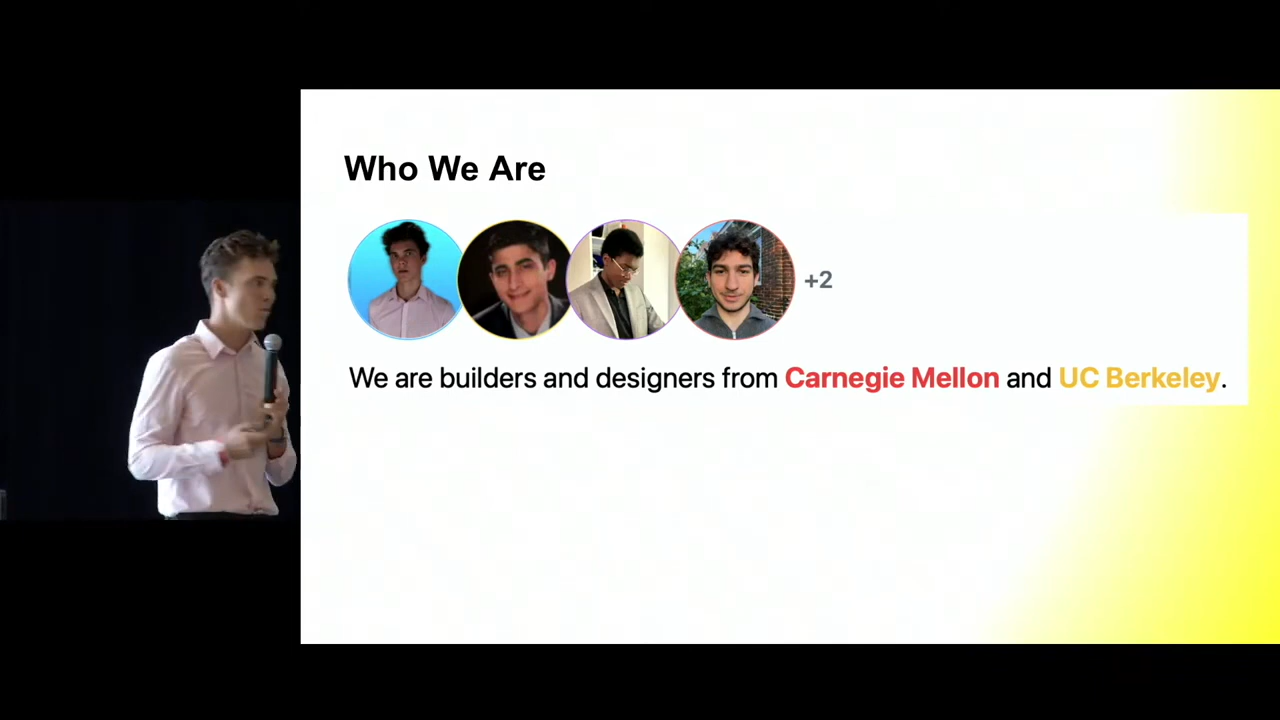 Who We Are
+2
We are builders and designers from Carnegie Mellon and UC Berkeley.